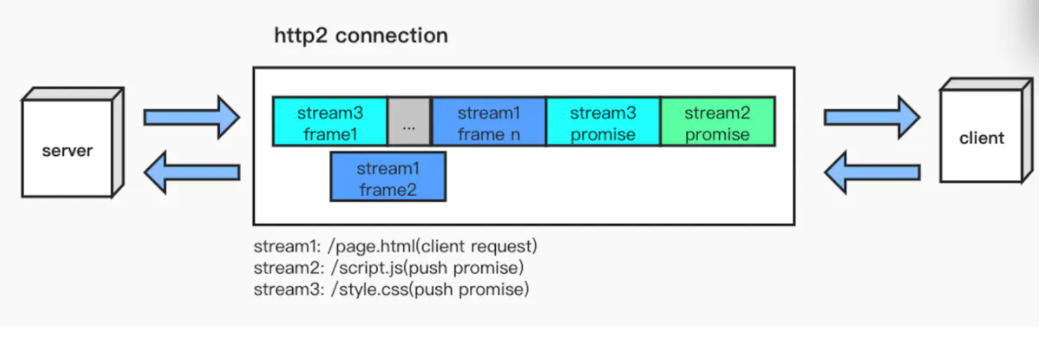 http2 connection
server
stream3
frame1
...
stream1
frame n
stream3
promise
stream2
promise
stream1
frame2
client
stream1: /page.html(client request)
stream2: /script.js(push promise)
stream3: /style.css(push promise)